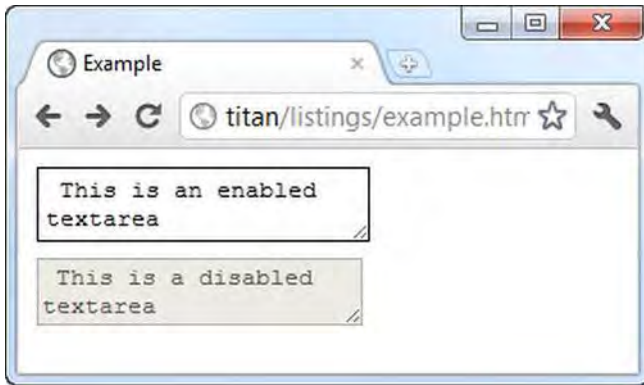 Example
titan/listings/example.htm
This is an enabled
textarea
This is a disabled
textarea